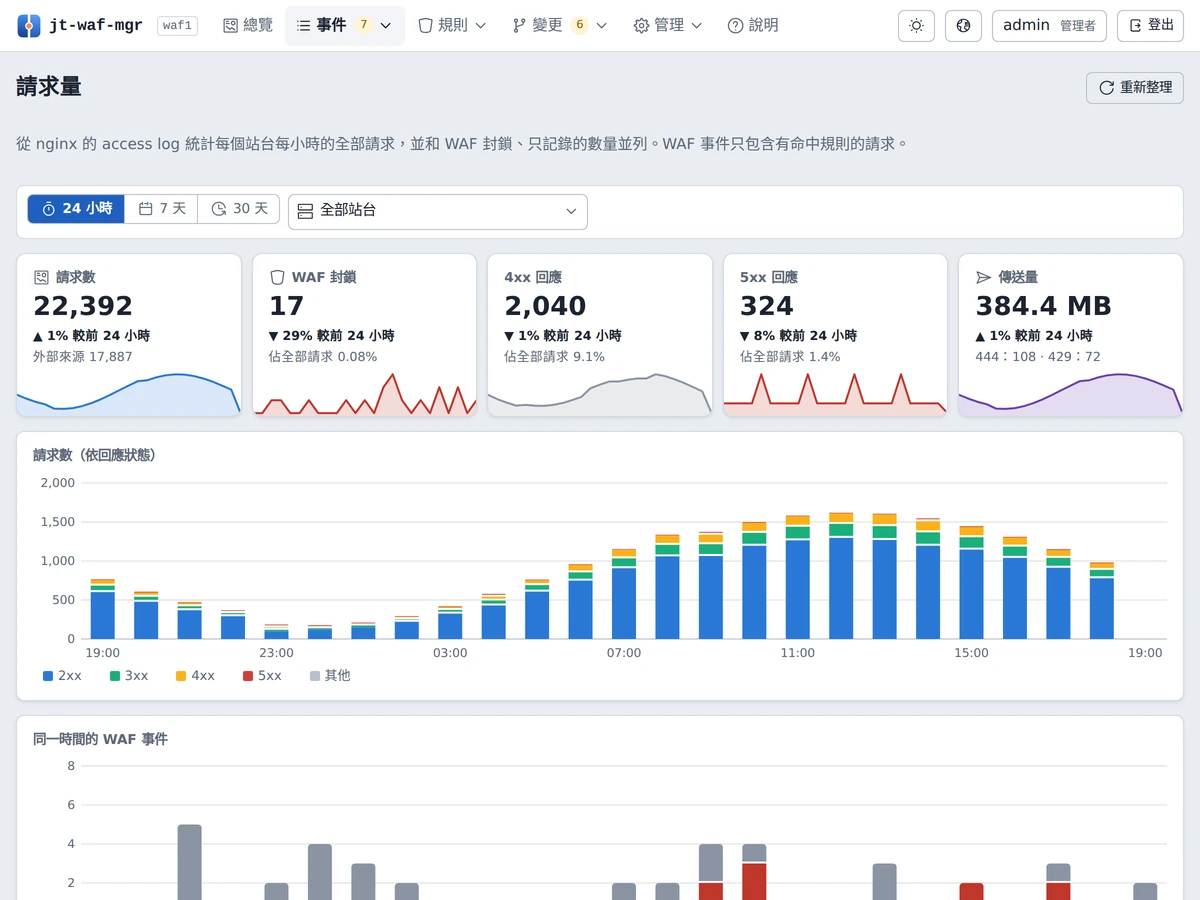 jt-waf-mgr waf1 總覽 事件 7 規則 變更 6 管理 說明 admin 管理者 登出
請求量
重新整理
從 nginx 的 access log 統計每個站台每小時的全部請求，並和 WAF 封鎖、只記錄的數量並列。WAF 事件只包含有命中規則的請求。
24 小時 7 天 30 天 全部站台
請求數
22,392
▲ 1% 較前 24 小時
外部來源 17,887
WAF 封鎖
17
▼ 29% 較前 24 小時
佔全部請求 0.08%
4xx 回應
2,040
▼ 1% 較前 24 小時
佔全部請求 9.1%
5xx 回應
324
▼ 8% 較前 24 小時
佔全部請求 1.4%
傳送量
384.4 MB
▲ 1% 較前 24 小時
444：108 · 429：72
請求數（依回應狀態）
2,000
1,500
1,000
500
0
19:00 23:00 03:00 07:00 11:00 15:00 19:00
2xx 3xx 4xx 5xx 其他
同一時間的 WAF 事件
8
6
4
2